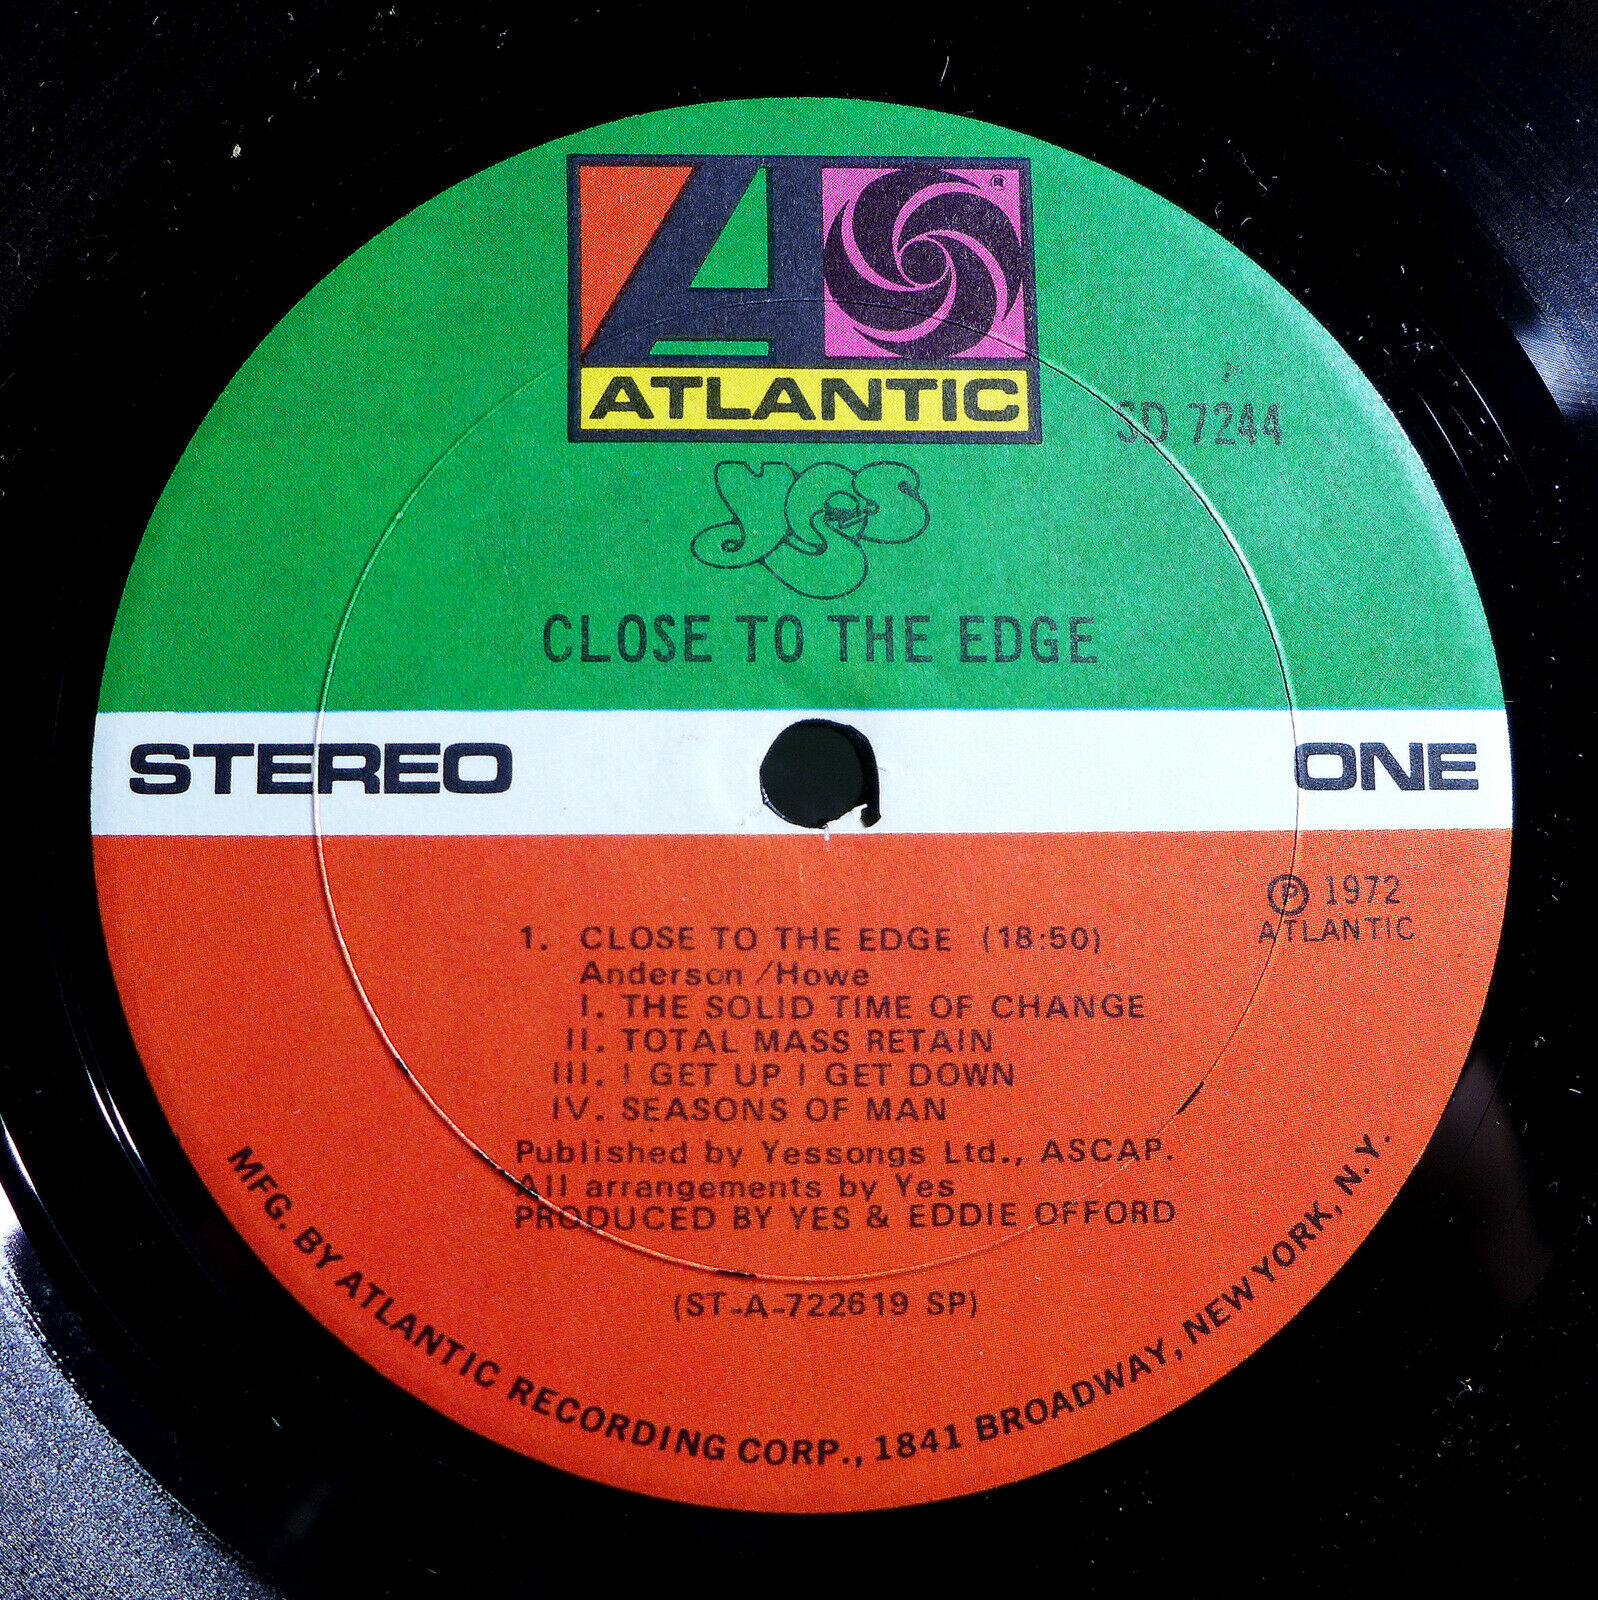 ®
ATLANTIC
SD 7244
yes
CLOSE TO THE EDGE
STEREO
ONE
℗ 1972
ATLANTIC
1. CLOSE TO THE EDGE (18:50)
Anderson /Howe
I. THE SOLID TIME OF CHANGE
II. TOTAL MASS RETAIN
III. I GET UP I GET DOWN
IV. SEASONS OF MAN
Published by Yessongs Ltd., ASCAP.
All arrangements by Yes
PRODUCED BY YES & EDDIE OFFORD
(ST-A-722619 SP)
MFG. BY ATLANTIC RECORDING CORP., 1841 BROADWAY, NEW YORK, N.Y.